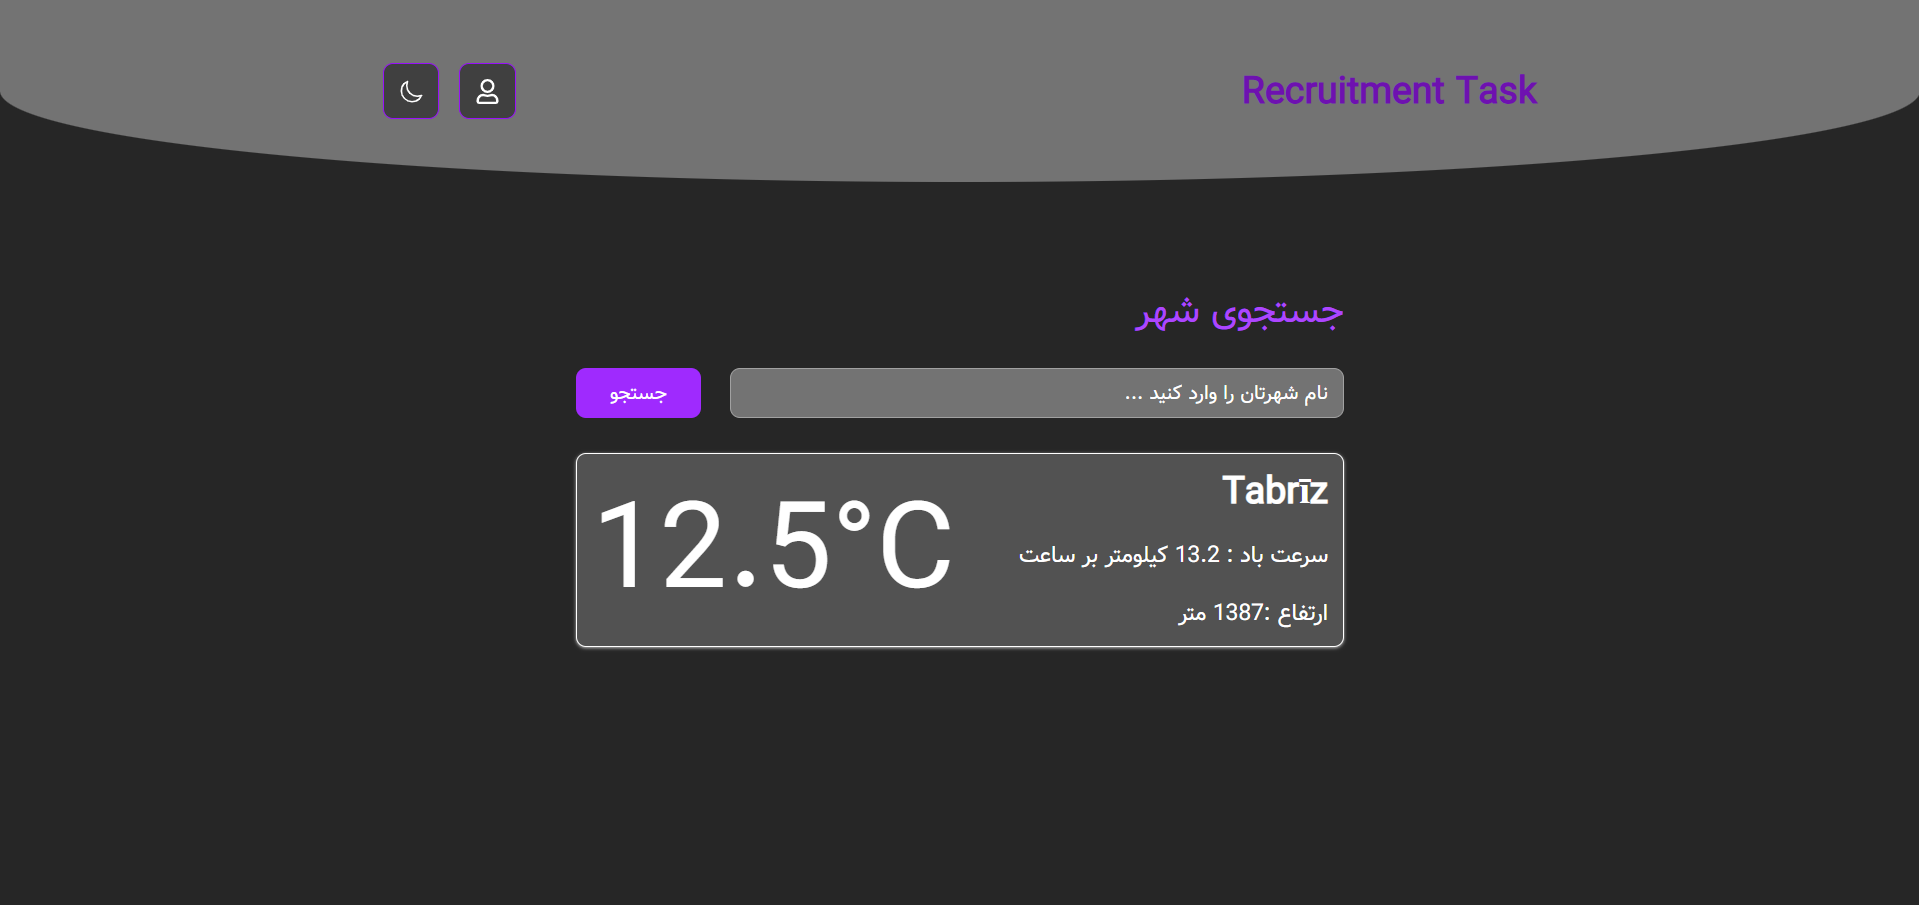 Recruitment Task
جستجوی شهر
نام شهرتان را وارد کنید ...
جستجو
Tabrīz
سرعت باد : 13.2 کیلومتر بر ساعت
ارتفاع :1387 متر
12.5°C